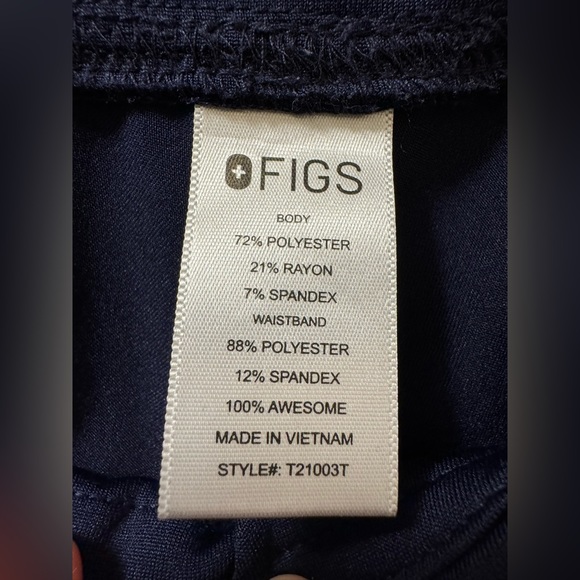 FIGS
BODY
72% POLYESTER
21% RAYON
7% SPANDEX
WAISTBAND
88% POLYESTER
12% SPANDEX
100% AWESOME
MADE IN VIETNAM
STYLE#: T21003T